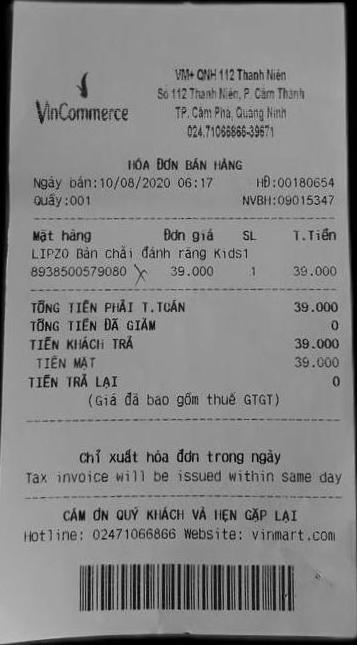 VinCommerce
VM+ QNH 112 Thanh Niên
Số 112 Thanh Niên, P. Cẩm Thành
TP. Cẩm Phả, Quảng Ninh
024.71066866-39671
HÓA ĐƠN BÁN HÀNG
Ngày bán:10/08/2020 06:17 HĐ:00180654
Quầy:001 NVBH:09015347
Mặt hàng Đơn giá SL T.Tiền
LIPZO Bàn chải đánh răng Kids1
8938500579080 39.000 1 39.000
TỔNG TIỀN PHẢI T.TOÁN 39.000
TỔNG TIỀN ĐÃ GIẢM 0
TIỀN KHÁCH TRẢ 39.000
TIỀN MẶT 39.000
TIỀN TRẢ LẠI 0
(Giá đã bao gồm thuế GTGT)
Chỉ xuất hóa đơn trong ngày
Tax invoice will be issued within same day
CẢM ƠN QUÝ KHÁCH VÀ HẸN GẶP LẠI
Hotline: 02471066866 Website: vinmart.com